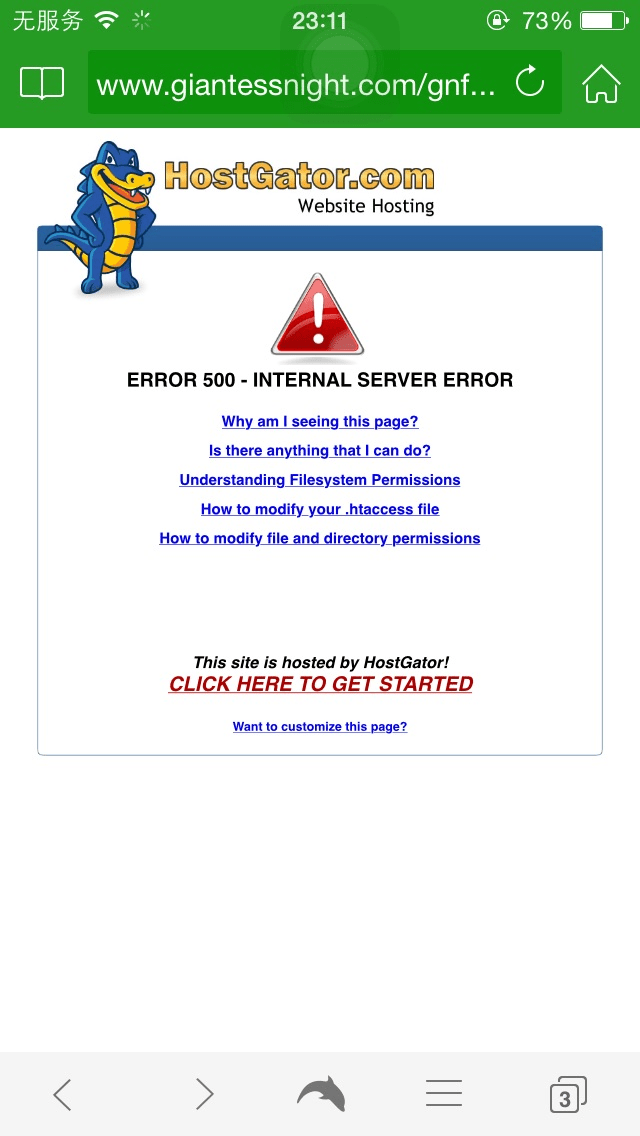 无服务 23:11 73%
www.giantessnight.com/gnf...
HostGator.com
Website Hosting
ERROR 500 - INTERNAL SERVER ERROR
Why am I seeing this page?
Is there anything that I can do?
Understanding Filesystem Permissions
How to modify your .htaccess file
How to modify file and directory permissions
This site is hosted by HostGator!
CLICK HERE TO GET STARTED
Want to customize this page?
3